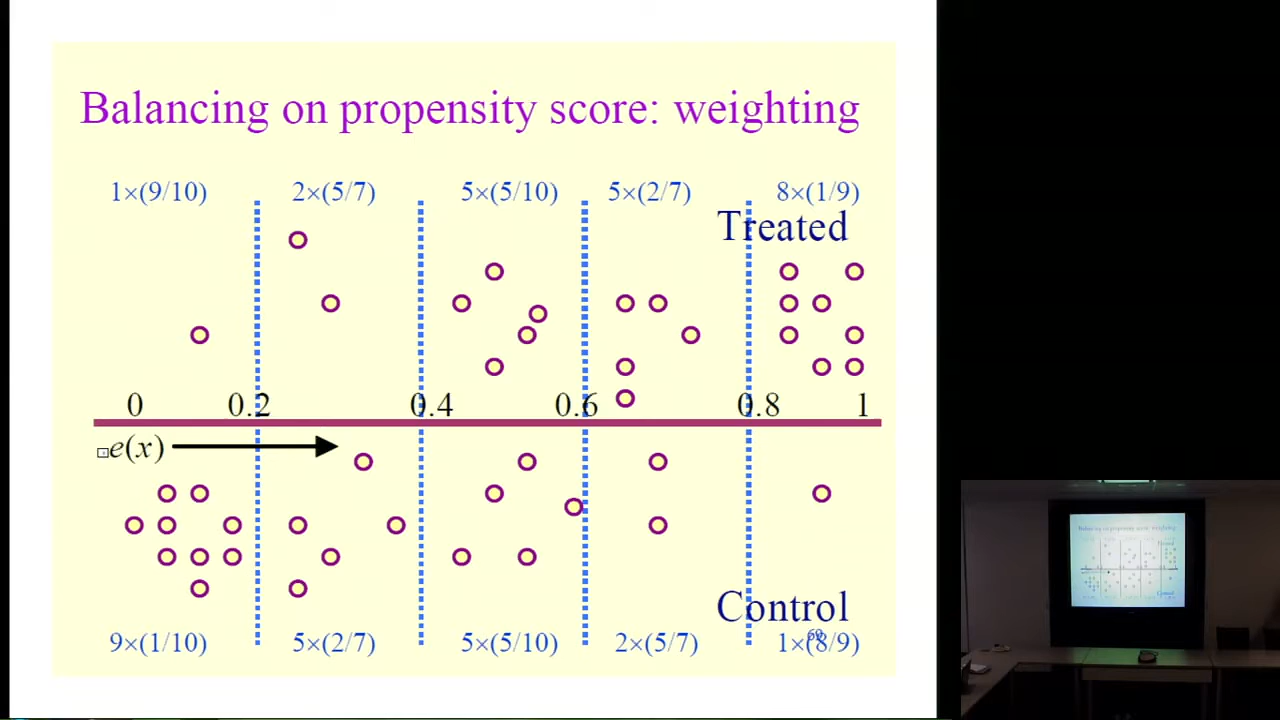 Balancing on propensity score: weighting
1×(9/10) 2×(5/7) 5×(5/10) 5×(2/7) 8×(1/9)
Treated
0 0.2 0.4 0.6 0.8 1
e(x)
Control
69
9×(1/10) 5×(2/7) 5×(5/10) 2×(5/7) 1×(8/9)